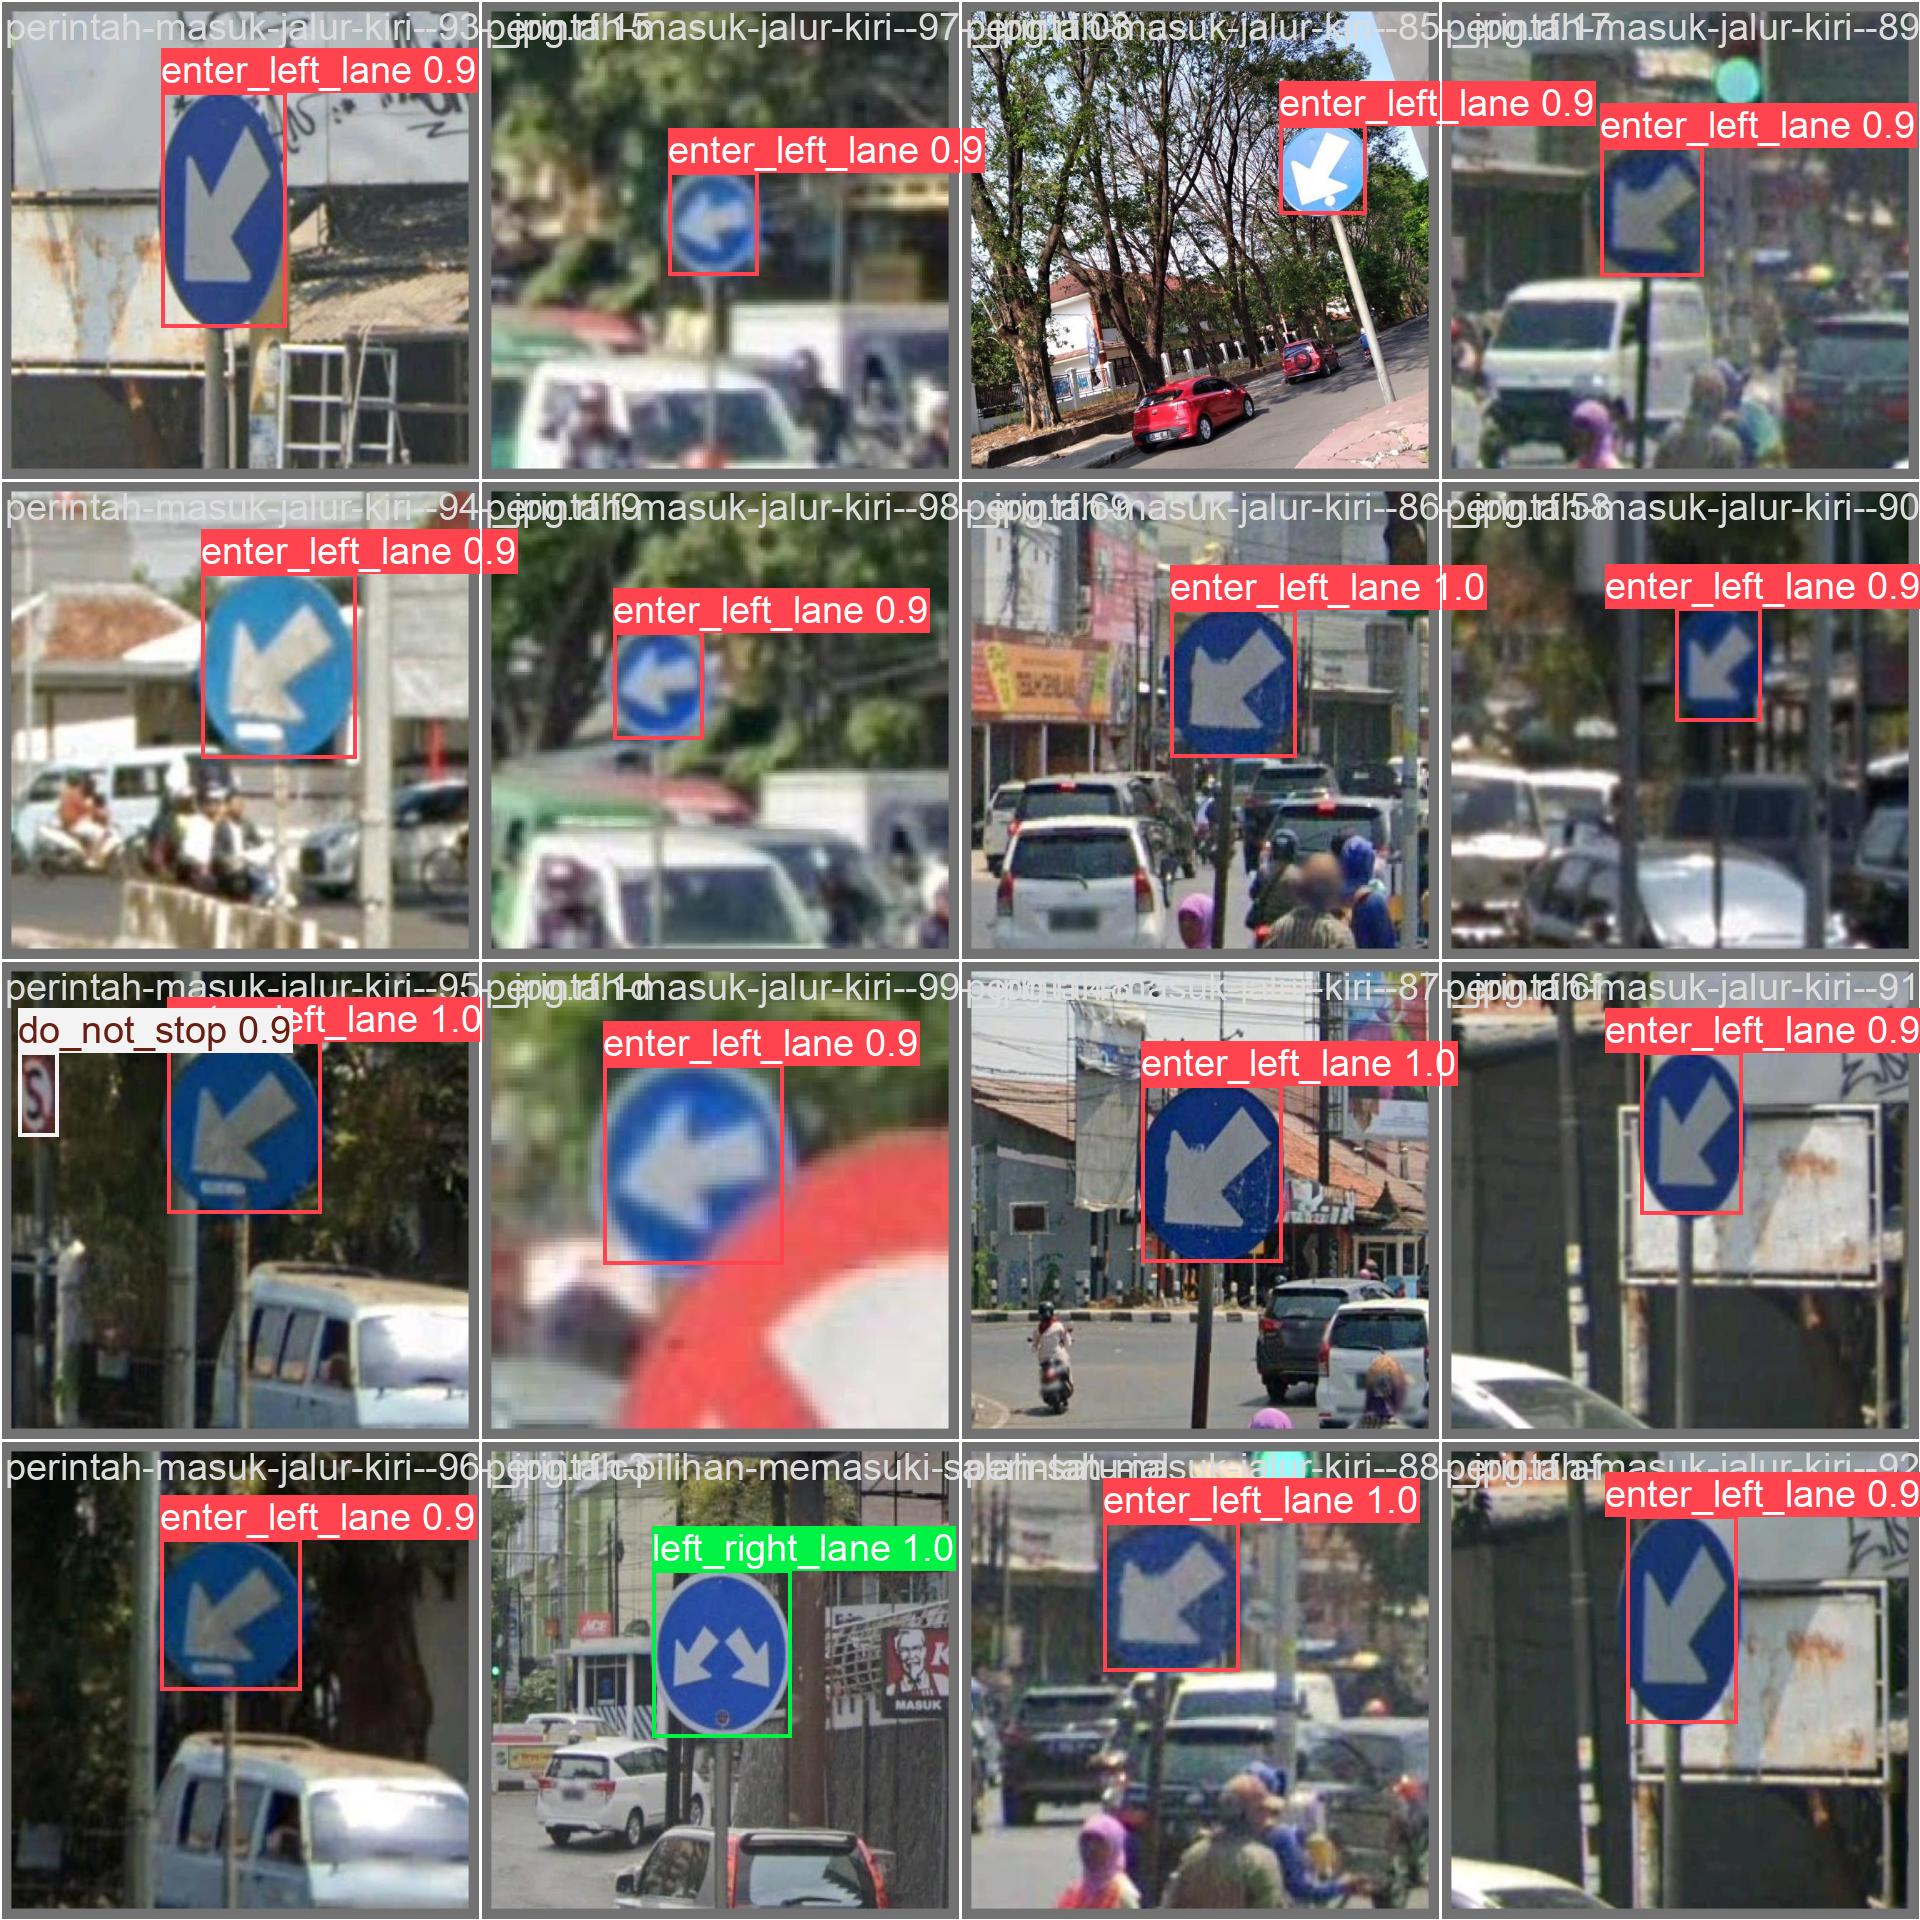 perintah-masuk-jalur-kiri--93
enter_left_lane 0.9
masuk-jalur-kiri--97
enter_left_lane 0.9
masuk-jalur-kiri--85
enter_left_lane 0.9
masuk-jalur-kiri--89
enter_left_lane 0.9
perintah-masuk-jalur-kiri--94
enter_left_lane 0.9
masuk-jalur-kiri--98
enter_left_lane 0.9
masuk-jalur-kiri--86
enter_left_lane 1.0
masuk-jalur-kiri--90
enter_left_lane 0.9
perintah-masuk-jalur-kiri--95
eft_lane 1.0
do_not_stop 0.9
S
masuk-jalur-kiri--99
enter_left_lane 0.9
masuk-jalur-kiri--87
enter_left_lane 1.0
masuk-jalur-kiri--91
enter_left_lane 0.9
perintah-masuk-jalur-kiri--96
enter_left_lane 0.9
pilihan-memasuki-s
left_right_lane 1.0
ACE
K
MASUK
masuk-jalur-kiri--88
enter_left_lane 1.0
masuk-jalur-kiri--92
enter_left_lane 0.9